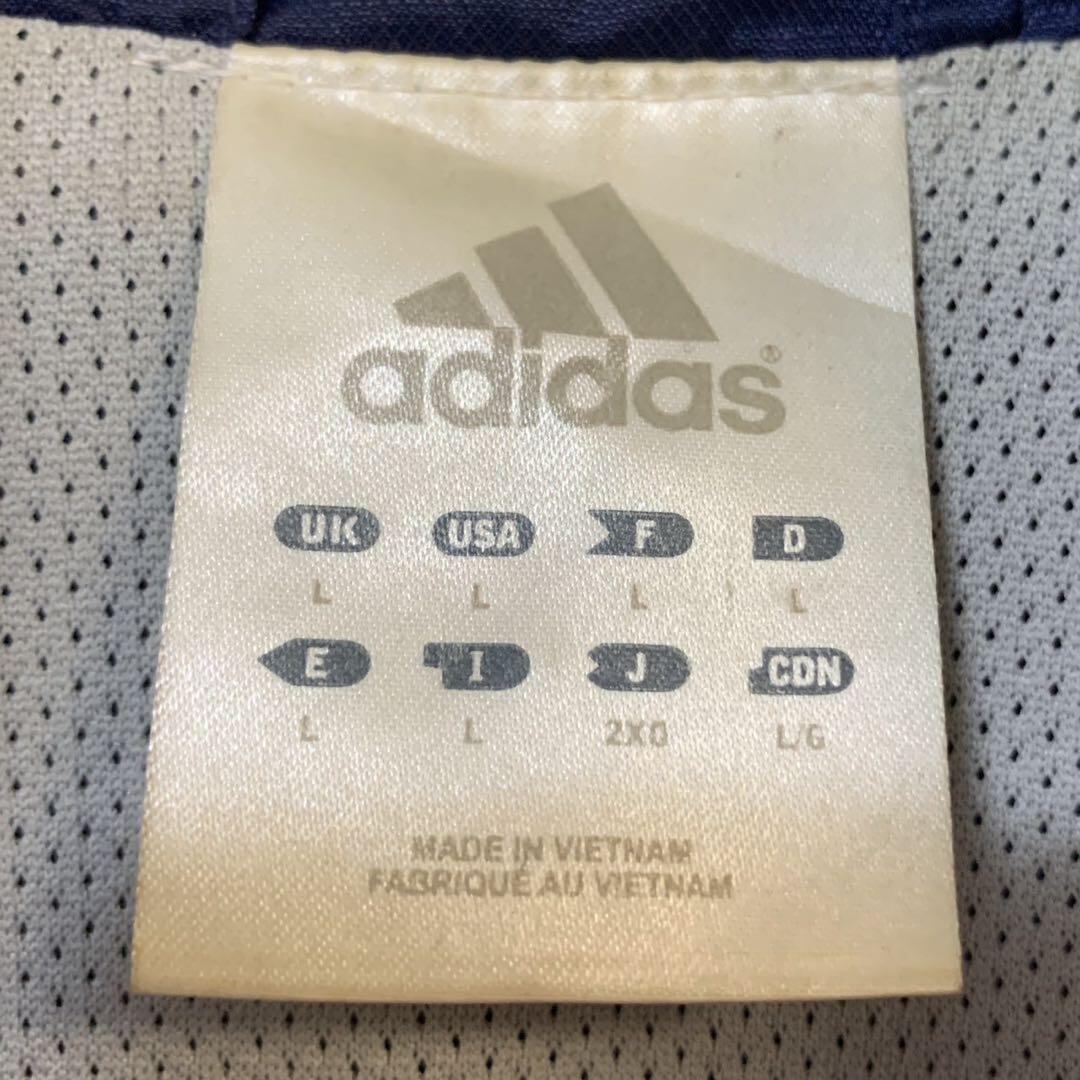 adidas®
UK USA F D
L L L L
E I J CDN
L L 2XO L/G
MADE IN VIETNAM
FABRIQUÉ AU VIETNAM